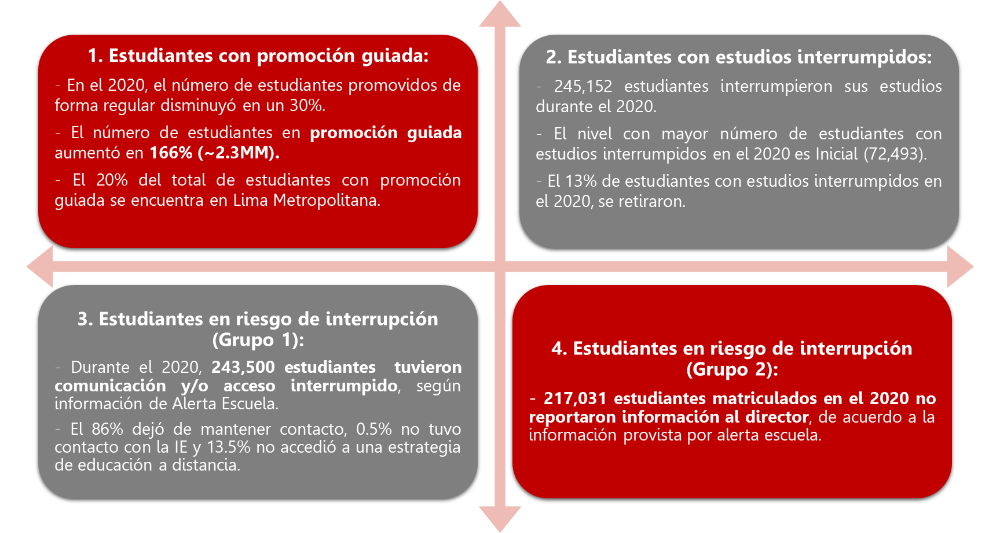 1. Estudiantes con promoción guiada:
- En el 2020, el número de estudiantes promovidos de
forma regular disminuyó en un 30%.
- El número de estudiantes en promoción guiada
aumentó en 166% (~2.3MM).
- El 20% del total de estudiantes con promoción
guiada se encuentra en Lima Metropolitana.
2. Estudiantes con estudios interrumpidos:
- 245,152 estudiantes interrumpieron sus estudios
durante el 2020.
- El nivel con mayor número de estudiantes con
estudios interrumpidos en el 2020 es Inicial (72,493).
- El 13% de estudiantes con estudios interrumpidos en
el 2020, se retiraron.
3. Estudiantes en riesgo de interrupción
(Grupo 1):
- Durante el 2020, 243,500 estudiantes tuvieron
comunicación y/o acceso interrumpido, según
información de Alerta Escuela.
- El 86% dejó de mantener contacto, 0.5% no tuvo
contacto con la IE y 13.5% no accedió a una estrategia
de educación a distancia.
4. Estudiantes en riesgo de interrupción
(Grupo 2):
- 217,031 estudiantes matriculados en el 2020 no
reportaron información al director, de acuerdo a la
información provista por alerta escuela.